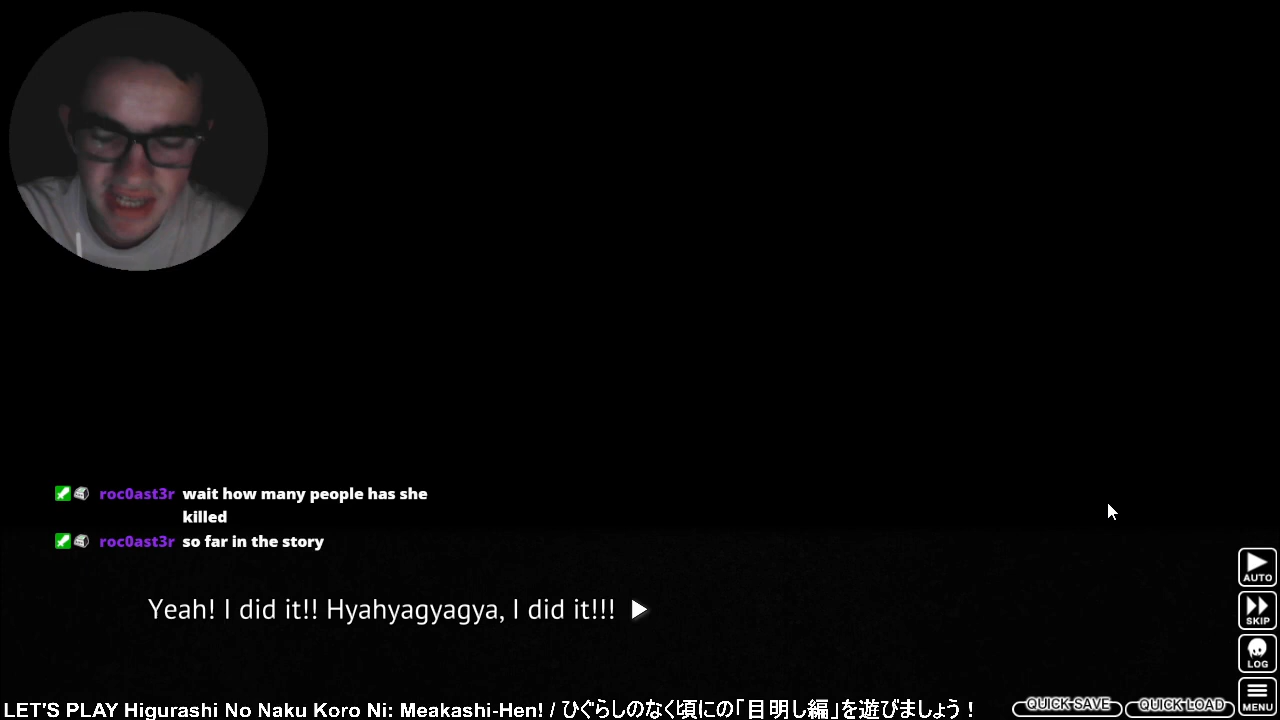 roc0ast3r wait how many people has she
killed
roc0ast3r so far in the story
Yeah! I did it!! Hyahyagyagya, I did it!!!
AUTO
SKIP
LOG
MENU
QUICK SAVE
QUICK LOAD
LET'S PLAY Higurashi No Naku Koro Ni: Meakashi-Hen! / ひぐらしのなく頃にの「目明し編」を遊びましょう！